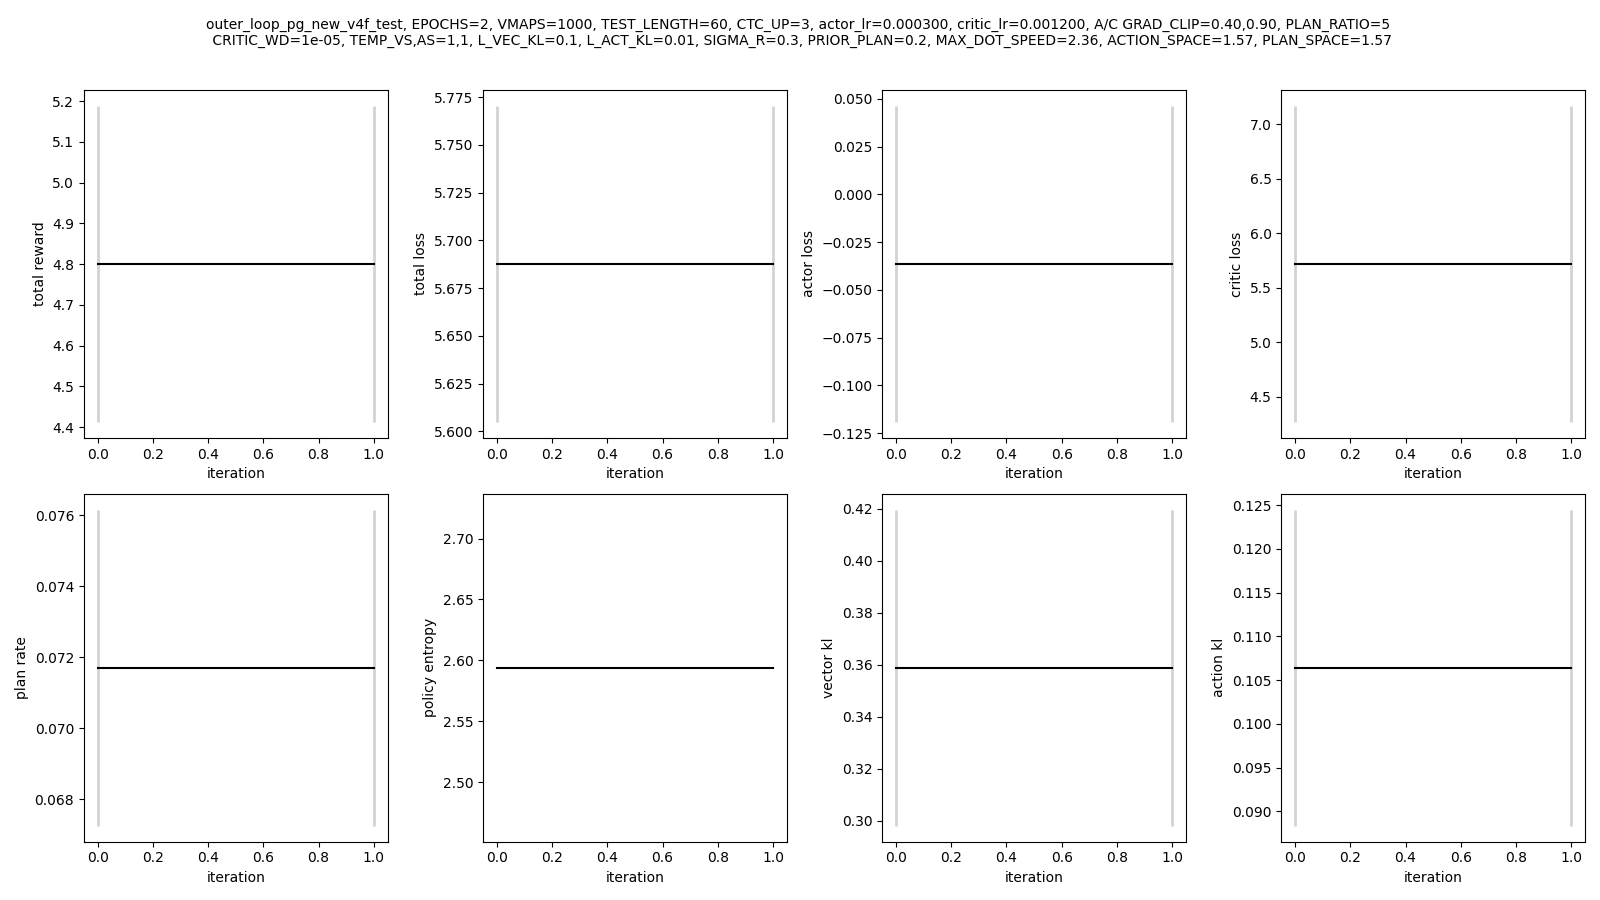 outer_loop_pg_new_v4f_test, EPOCHS=2, VMAPS=1000, TEST_LENGTH=60, CTC_UP=3, actor_lr=0.000300, critic_lr=0.001200, A/C GRAD_CLIP=0.40,0.90, PLAN_RATIO=5
CRITIC_WD=1e-05, TEMP_VS,AS=1,1, L_VEC_KL=0.1, L_ACT_KL=0.01, SIGMA_R=0.3, PRIOR_PLAN=0.2, MAX_DOT_SPEED=2.36, ACTION_SPACE=1.57, PLAN_SPACE=1.57
total reward
5.2
5.1
5.0
4.9
4.8
4.7
4.6
4.5
4.4
0.0 0.2 0.4 0.6 0.8 1.0
iteration
total loss
5.775
5.750
5.725
5.700
5.675
5.650
5.625
5.600
0.0 0.2 0.4 0.6 0.8 1.0
iteration
actor loss
0.050
0.025
0.000
−0.025
−0.050
−0.075
−0.100
−0.125
0.0 0.2 0.4 0.6 0.8 1.0
iteration
critic loss
7.0
6.5
6.0
5.5
5.0
4.5
0.0 0.2 0.4 0.6 0.8 1.0
iteration
plan rate
0.076
0.074
0.072
0.070
0.068
0.0 0.2 0.4 0.6 0.8 1.0
iteration
policy entropy
2.70
2.65
2.60
2.55
2.50
0.0 0.2 0.4 0.6 0.8 1.0
iteration
vector kl
0.42
0.40
0.38
0.36
0.34
0.32
0.30
0.0 0.2 0.4 0.6 0.8 1.0
iteration
action kl
0.125
0.120
0.115
0.110
0.105
0.100
0.095
0.090
0.0 0.2 0.4 0.6 0.8 1.0
iteration